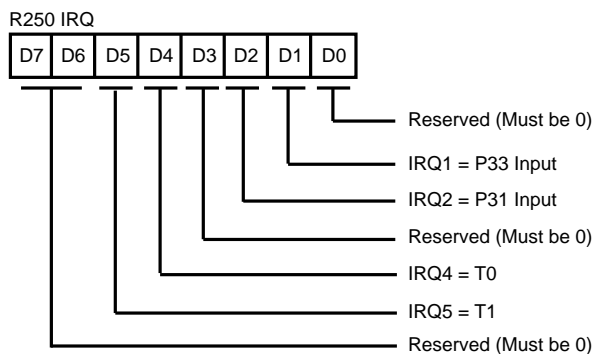 R250 IRQ
D7 D6 D5 D4 D3 D2 D1 D0
Reserved (Must be 0)
IRQ1 = P33 Input
IRQ2 = P31 Input
Reserved (Must be 0)
IRQ4 = T0
IRQ5 = T1
Reserved (Must be 0)